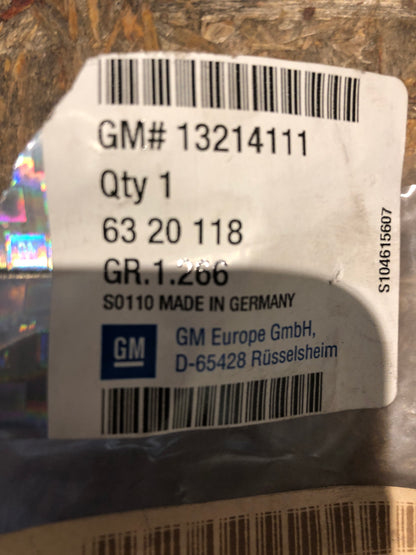 GM# 13214111
Qty 1
63 20 118
GR.1.266
S0110 MADE IN GERMANY
GM
GM Europe GmbH,
D-65428 Rüsselsheim
S104615607